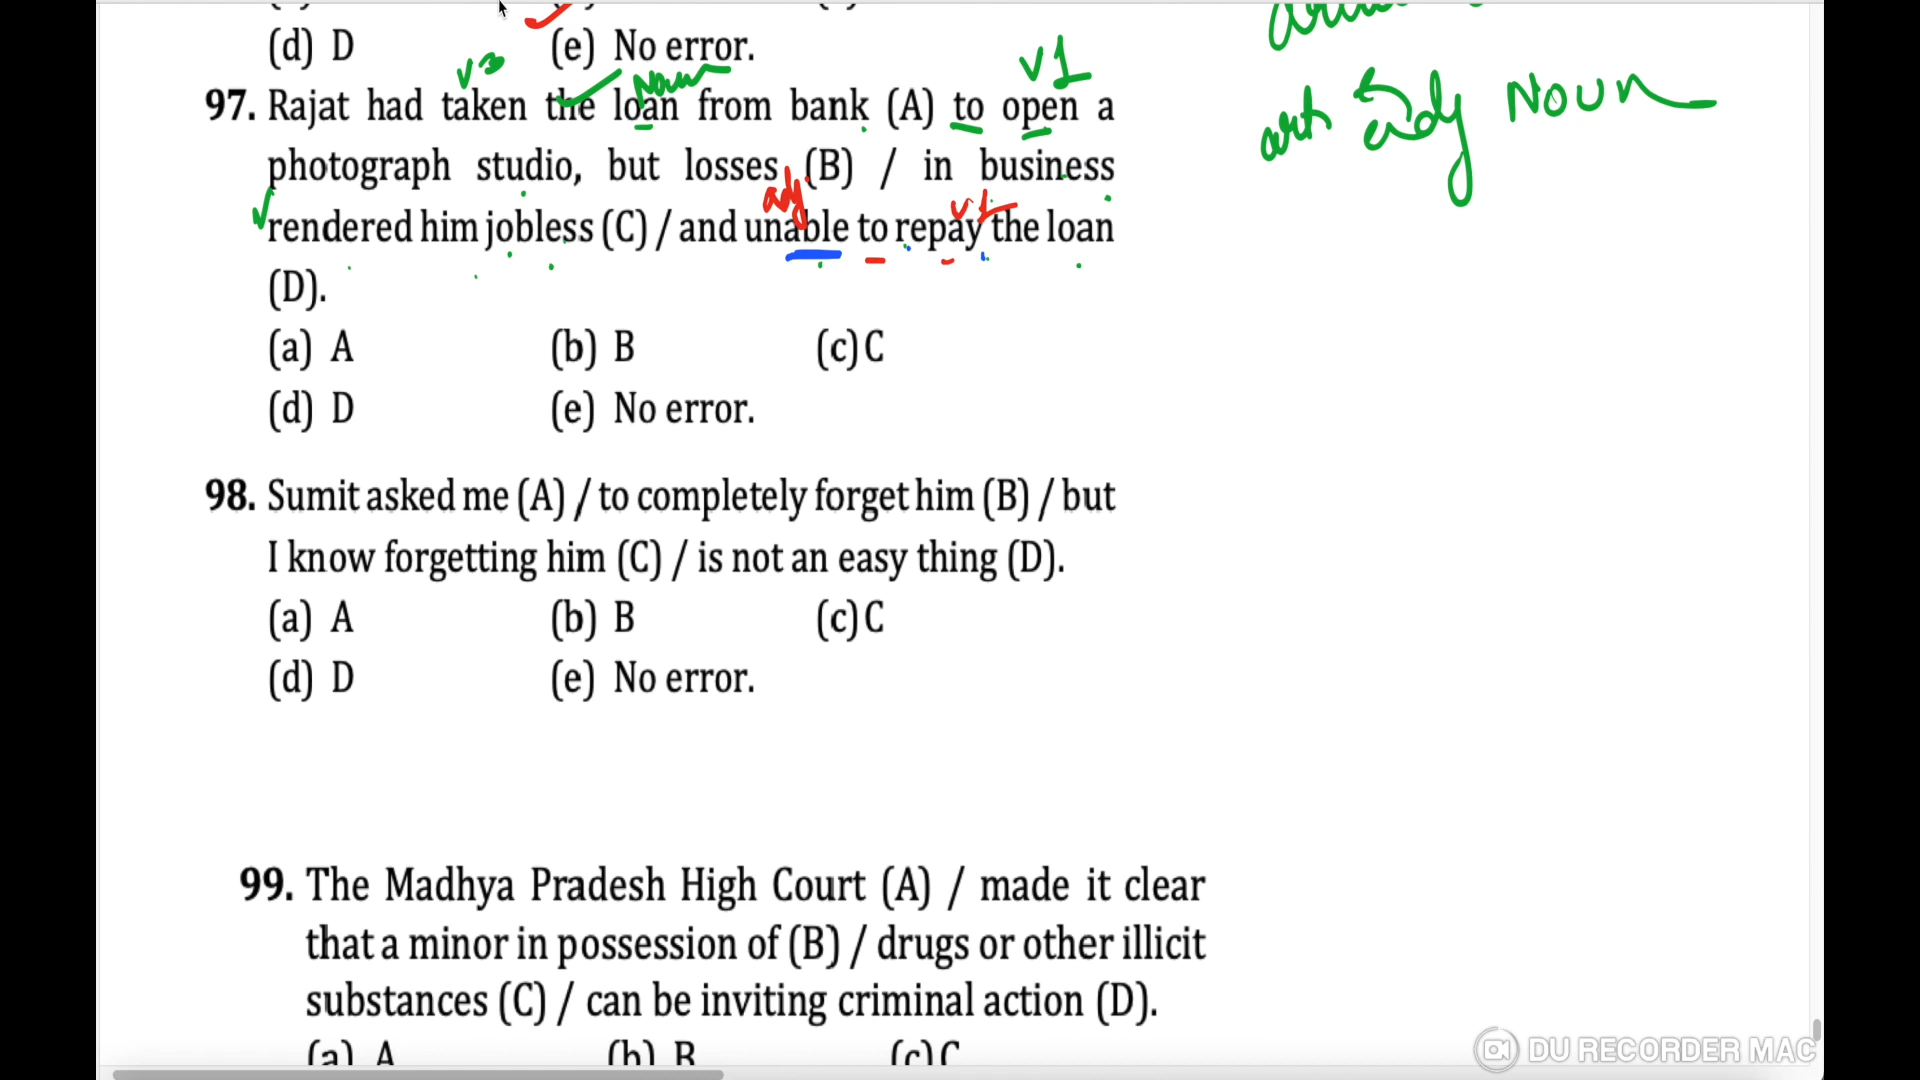 (d) D (e) No error.
v3 Noun v1
97. Rajat had taken the loan from bank (A) to open a
art adj Noun
photograph studio, but losses (B) / in business
adj v1
rendered him jobless (C) / and unable to repay the loan
(D).
(a) A (b) B (c) C
(d) D (e) No error.
98. Sumit asked me (A) / to completely forget him (B) / but
I know forgetting him (C) / is not an easy thing (D).
(a) A (b) B (c) C
(d) D (e) No error.
99. The Madhya Pradesh High Court (A) / made it clear
that a minor in possession of (B) / drugs or other illicit
substances (C) / can be inviting criminal action (D).
(a) A (b) B (c) C
DU RECORDER MAC